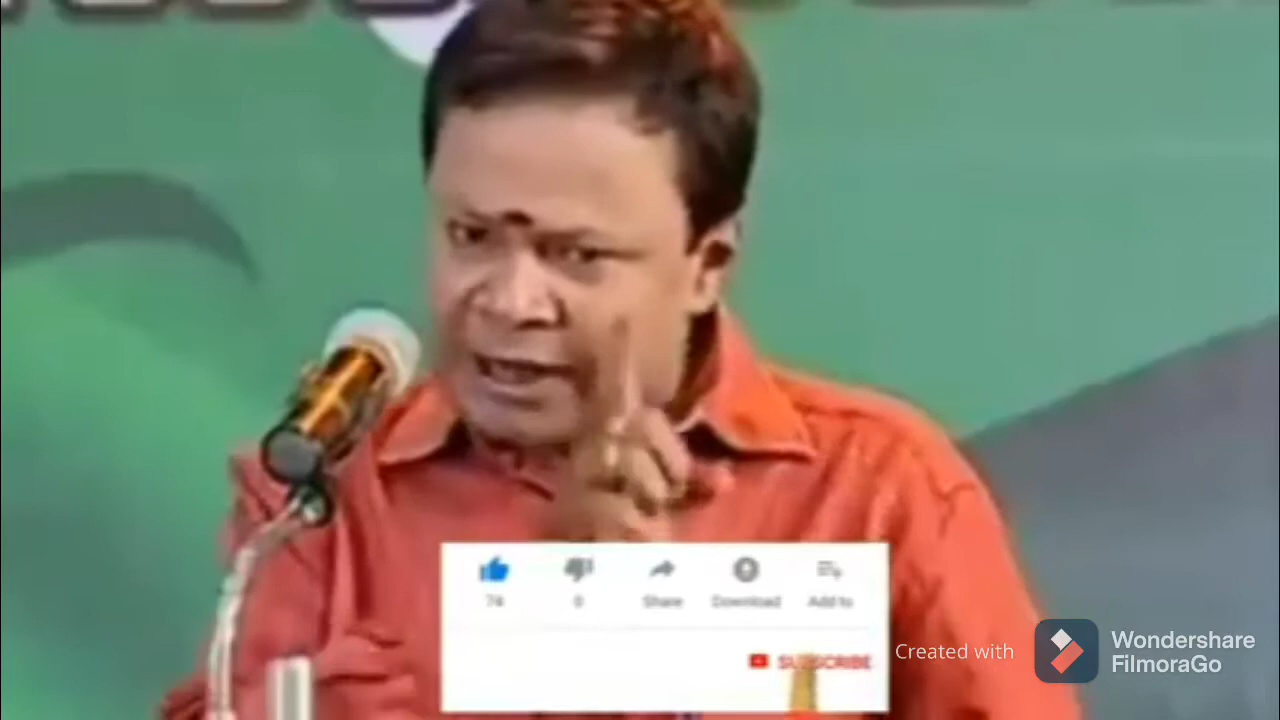 74
0
Share
Download
Add to
SUBSCRIBE
Created with
Wondershare
FilmoraGo